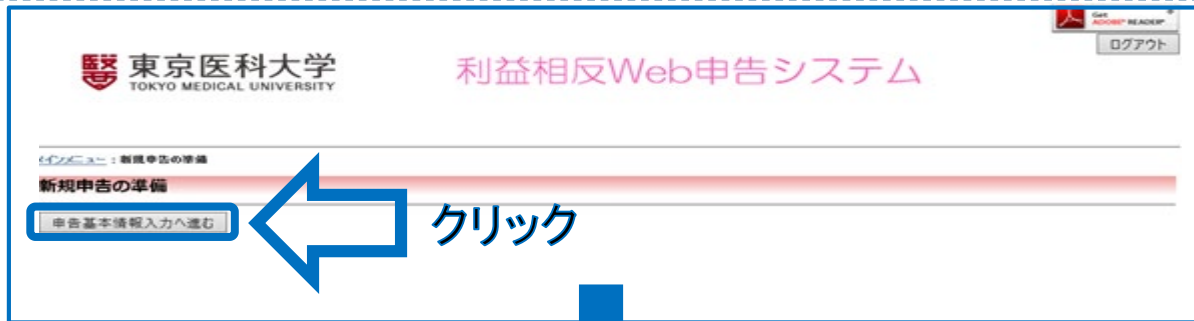 Get
ADOBE® READER®
ログアウト
東京医科大学
TOKYO MEDICAL UNIVERSITY
利益相反Web申告システム
メインメニュー：新規申告の準備
新規申告の準備
申告基本情報入力へ進む
クリック